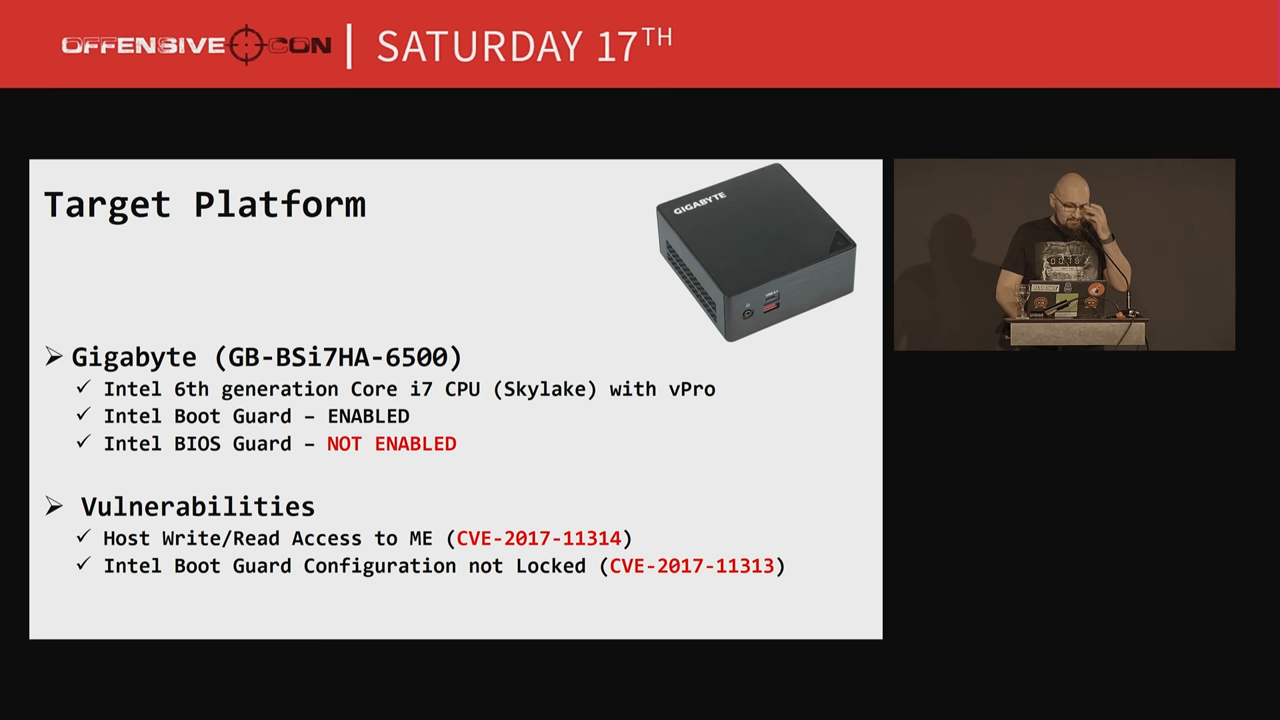 OFFENSIVE CON | SATURDAY 17TH
Target Platform
GIGABYTE
➢ Gigabyte (GB-BSi7HA-6500)
✓ Intel 6th generation Core i7 CPU (Skylake) with vPro
✓ Intel Boot Guard – ENABLED
✓ Intel BIOS Guard – NOT ENABLED
➢ Vulnerabilities
✓ Host Write/Read Access to ME (CVE-2017-11314)
✓ Intel Boot Guard Configuration not Locked (CVE-2017-11313)